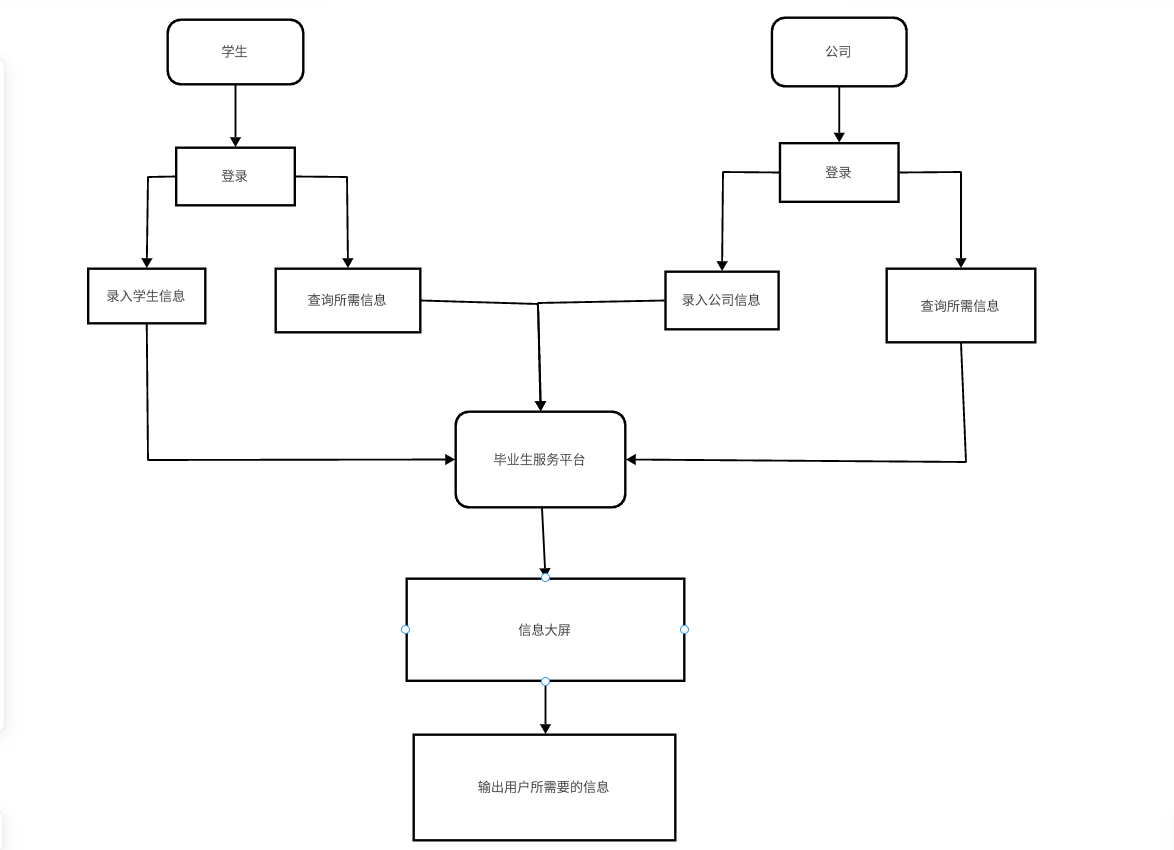 学生
公司
登录
登录
录入学生信息
查询所需信息
录入公司信息
查询所需信息
毕业生服务平台
信息大屏
输出用户所需要的信息